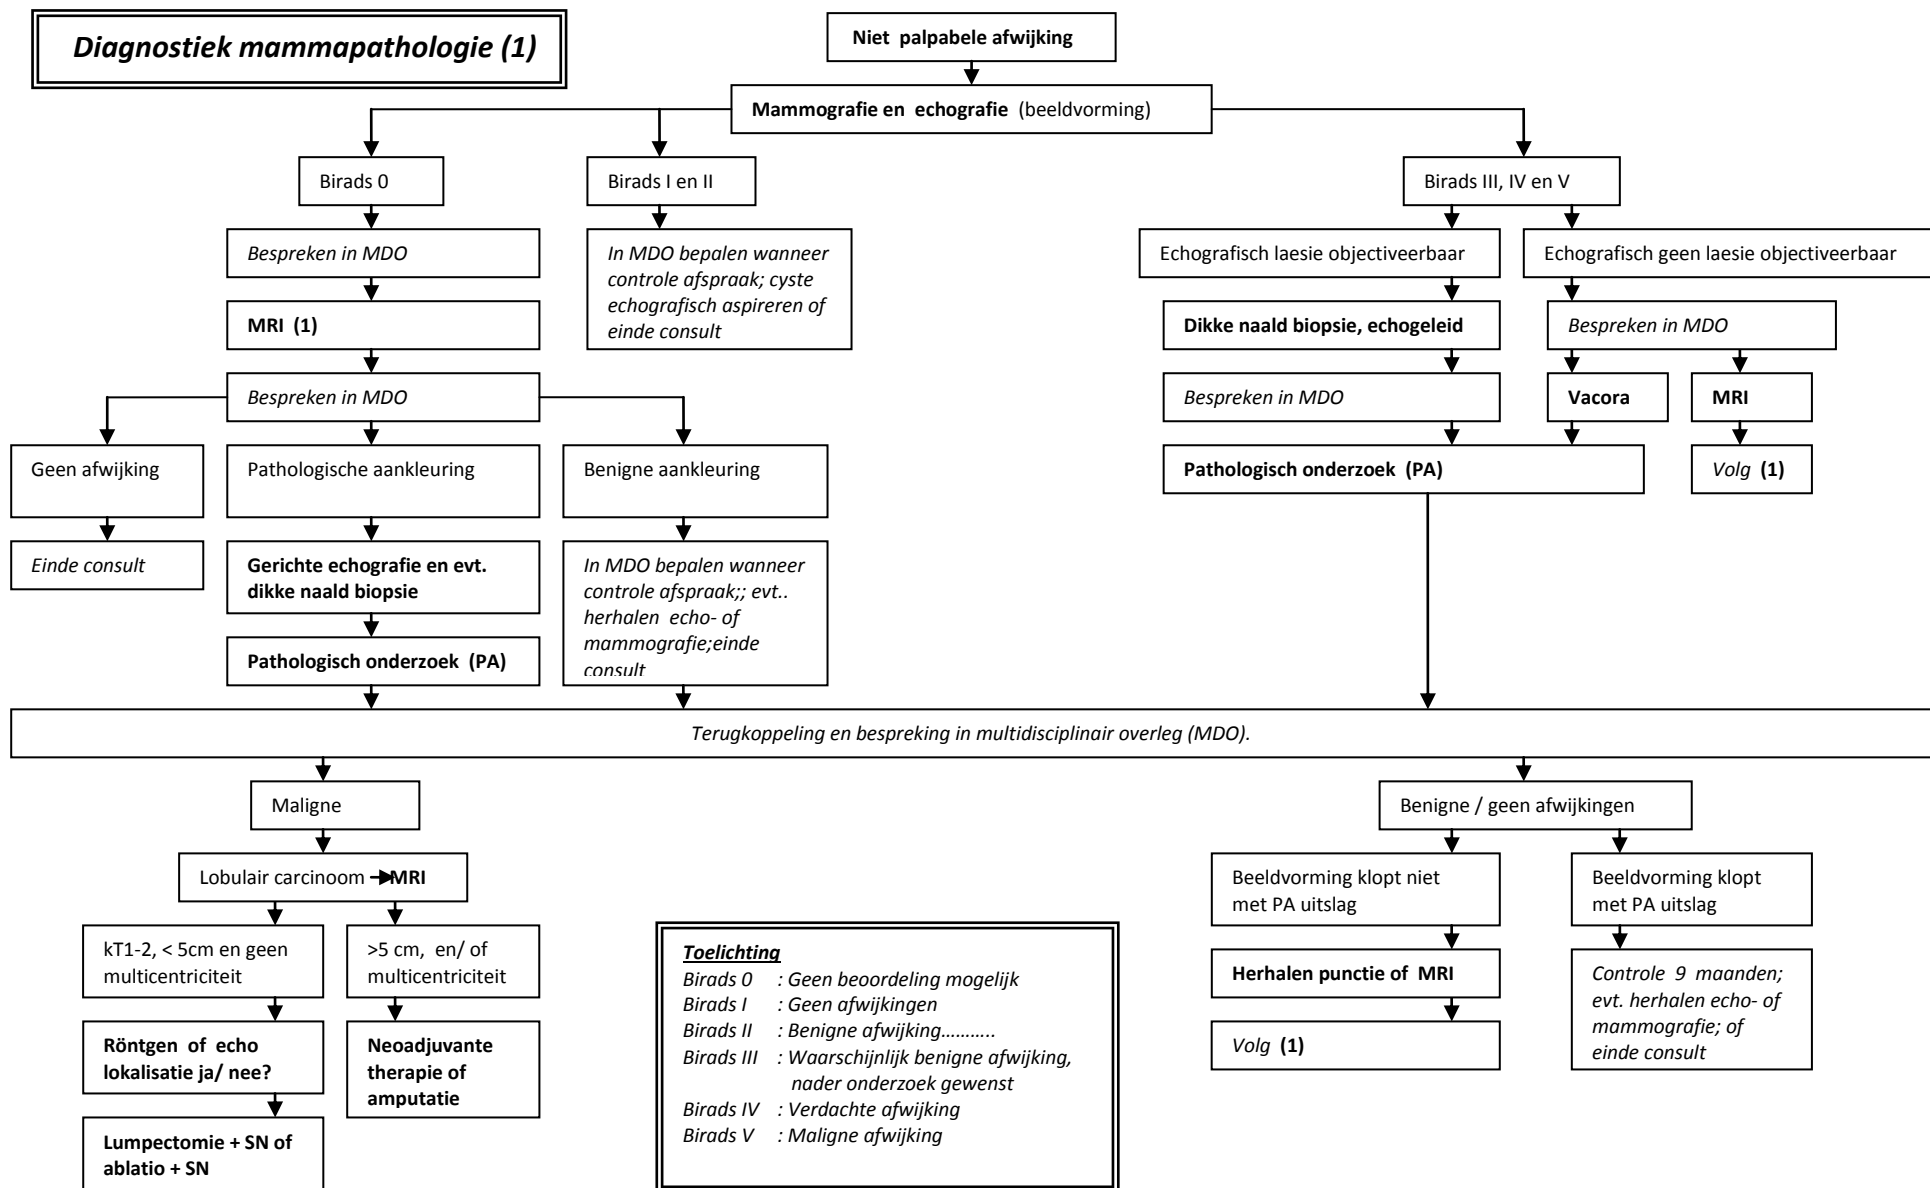 Diagnostiek mammapathologie (1)
Niet palpabele afwijking
Mammografie en echografie (beeldvorming)
Birads 0
Birads I en II
Birads III, IV en V
Bespreken in MDO
In MDO bepalen wanneer
controle afspraak; cyste
echografisch aspireren of
einde consult
Echografisch laesie objectiveerbaar
Echografisch geen laesie objectiveerbaar
MRI (1)
Dikke naald biopsie, echogeleid
Bespreken in MDO
Bespreken in MDO
Bespreken in MDO
Vacora
MRI
Geen afwijking
Pathologische aankleuring
Benigne aankleuring
Pathologisch onderzoek (PA)
Volg (1)
Einde consult
Gerichte echografie en evt.
dikke naald biopsie
In MDO bepalen wanneer
controle afspraak;; evt..
herhalen echo- of
mammografie;einde
consult
Pathologisch onderzoek (PA)
Terugkoppeling en bespreking in multidisciplinair overleg (MDO).
Maligne
Benigne / geen afwijkingen
Lobulair carcinoom MRI
Beeldvorming klopt niet
met PA uitslag
Beeldvorming klopt
met PA uitslag
kT1-2, < 5cm en geen
multicentriciteit
>5 cm, en/ of
multicentriciteit
Herhalen punctie of MRI
Controle 9 maanden;
evt. herhalen echo- of
mammografie; of
einde consult
Röntgen of echo
lokalisatie ja/ nee?
Neoadjuvante
therapie of
amputatie
Volg (1)
Lumpectomie + SN of
ablatio + SN
Toelichting
Birads 0 : Geen beoordeling mogelijk
Birads I : Geen afwijkingen
Birads II : Benigne afwijking...........
Birads III : Waarschijnlijk benigne afwijking,
nader onderzoek gewenst
Birads IV : Verdachte afwijking
Birads V : Maligne afwijking